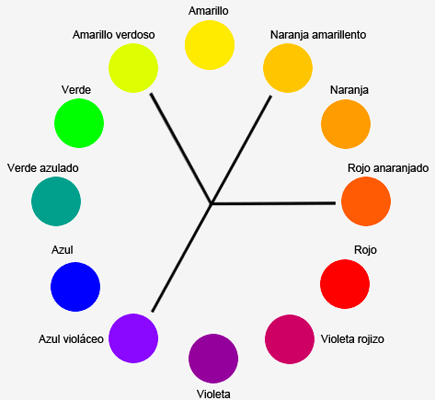 Amarillo
Amarillo verdoso
Naranja amarillento
Verde
Naranja
Verde azulado
Rojo anaranjado
Azul
Rojo
Azul violáceo
Violeta rojizo
Violeta